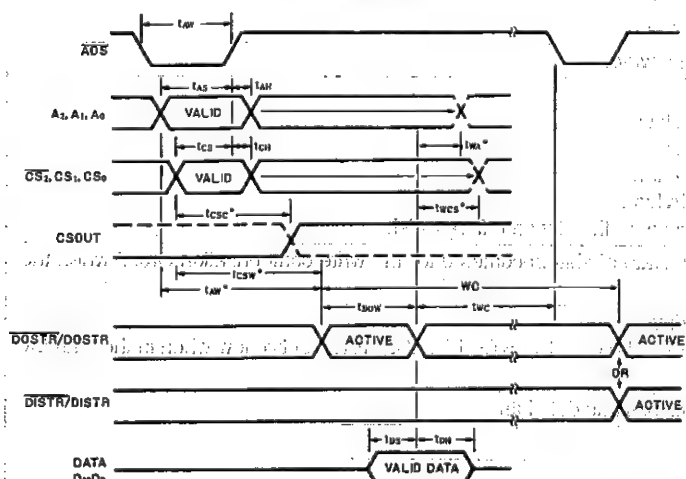 tAW
ADS
tAS tAH
A₂, A₁, A₀ VALID
tWA*
tCS tCH
CS₂, CS₁, CS₀ VALID
tWCS*
tCSC*
CSOUT
tCSW*
tAW* WC
tDOW tWC
DOSTR/DOSTR ACTIVE ACTIVE
OR
DISTR/DISTR ACTIVE
tDS tDH
DATA VALID DATA